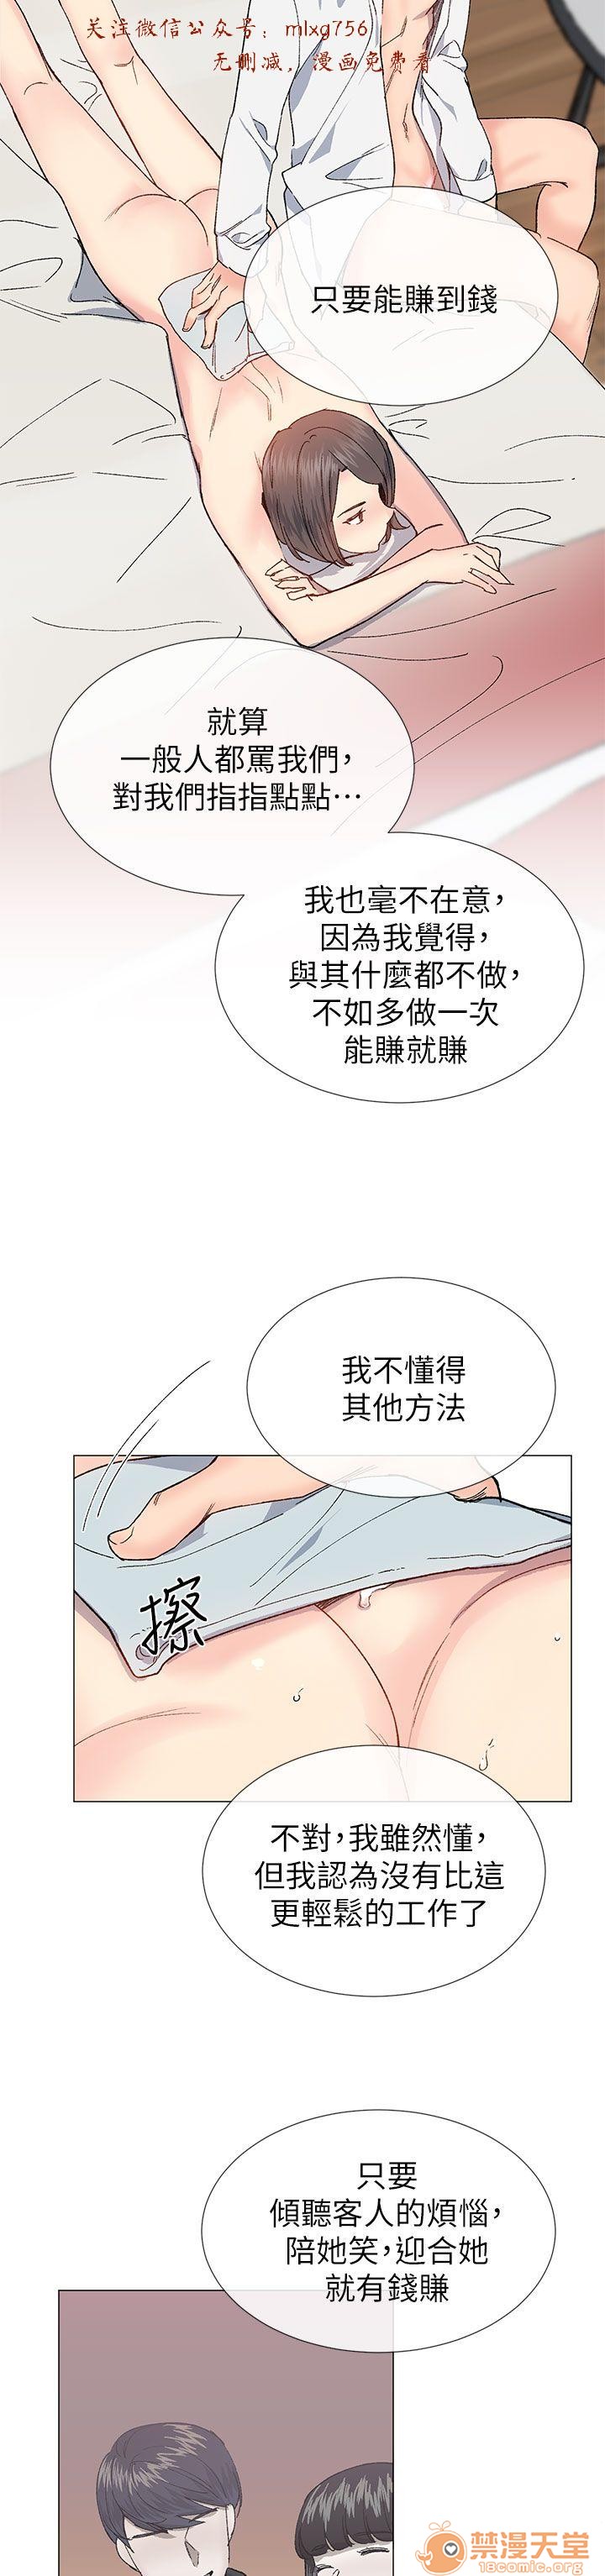 关注微信公众号：mlxg756
无删减，漫画免费看
只要能賺到錢
就算
一般人都罵我們，
對我們指指點點⋯
我也毫不在意，
因為我覺得，
與其什麼都不做，
不如多做一次
能賺就賺
我不懂得
其他方法
擦
不對，我雖然懂，
但我認為沒有比這
更輕鬆的工作了
只要
傾聽客人的煩惱，
陪她笑，迎合她
就有錢賺
禁漫天堂
18comic.org